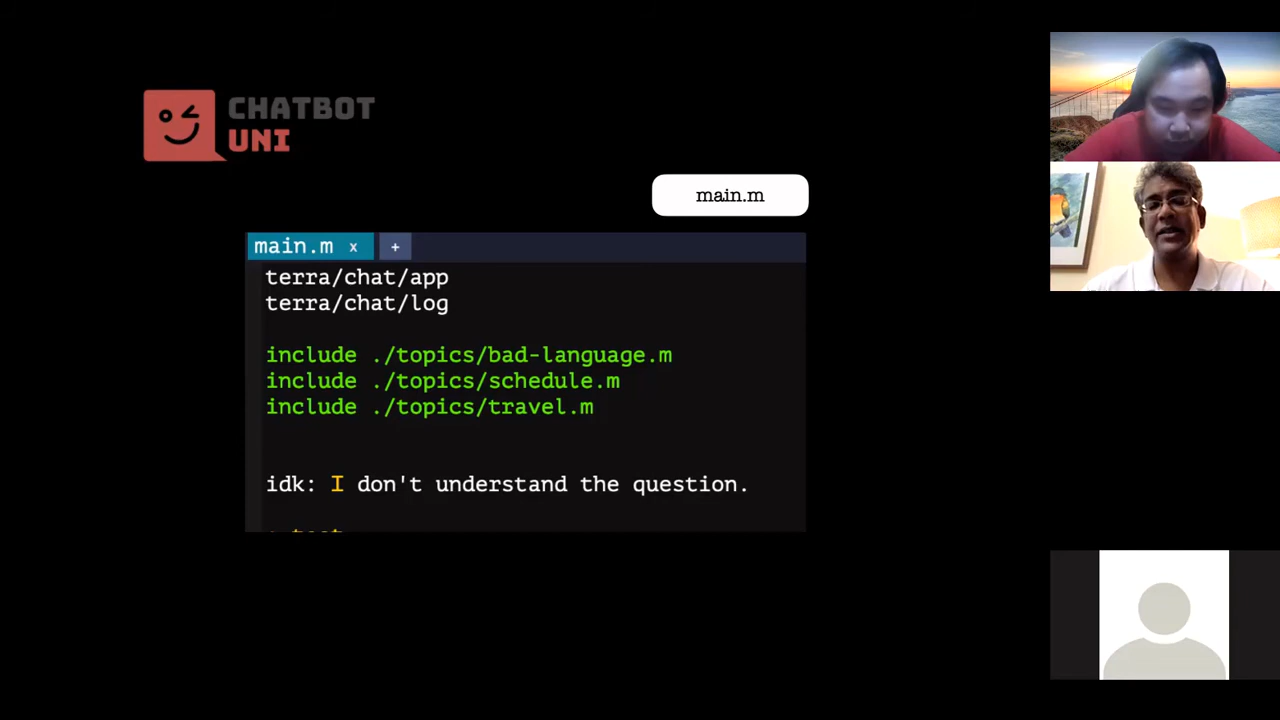 CHATBOT
UNI
main.m
main.m x +
terra/chat/app
terra/chat/log
include ./topics/bad-language.m
include ./topics/schedule.m
include ./topics/travel.m
idk: I don't understand the question.